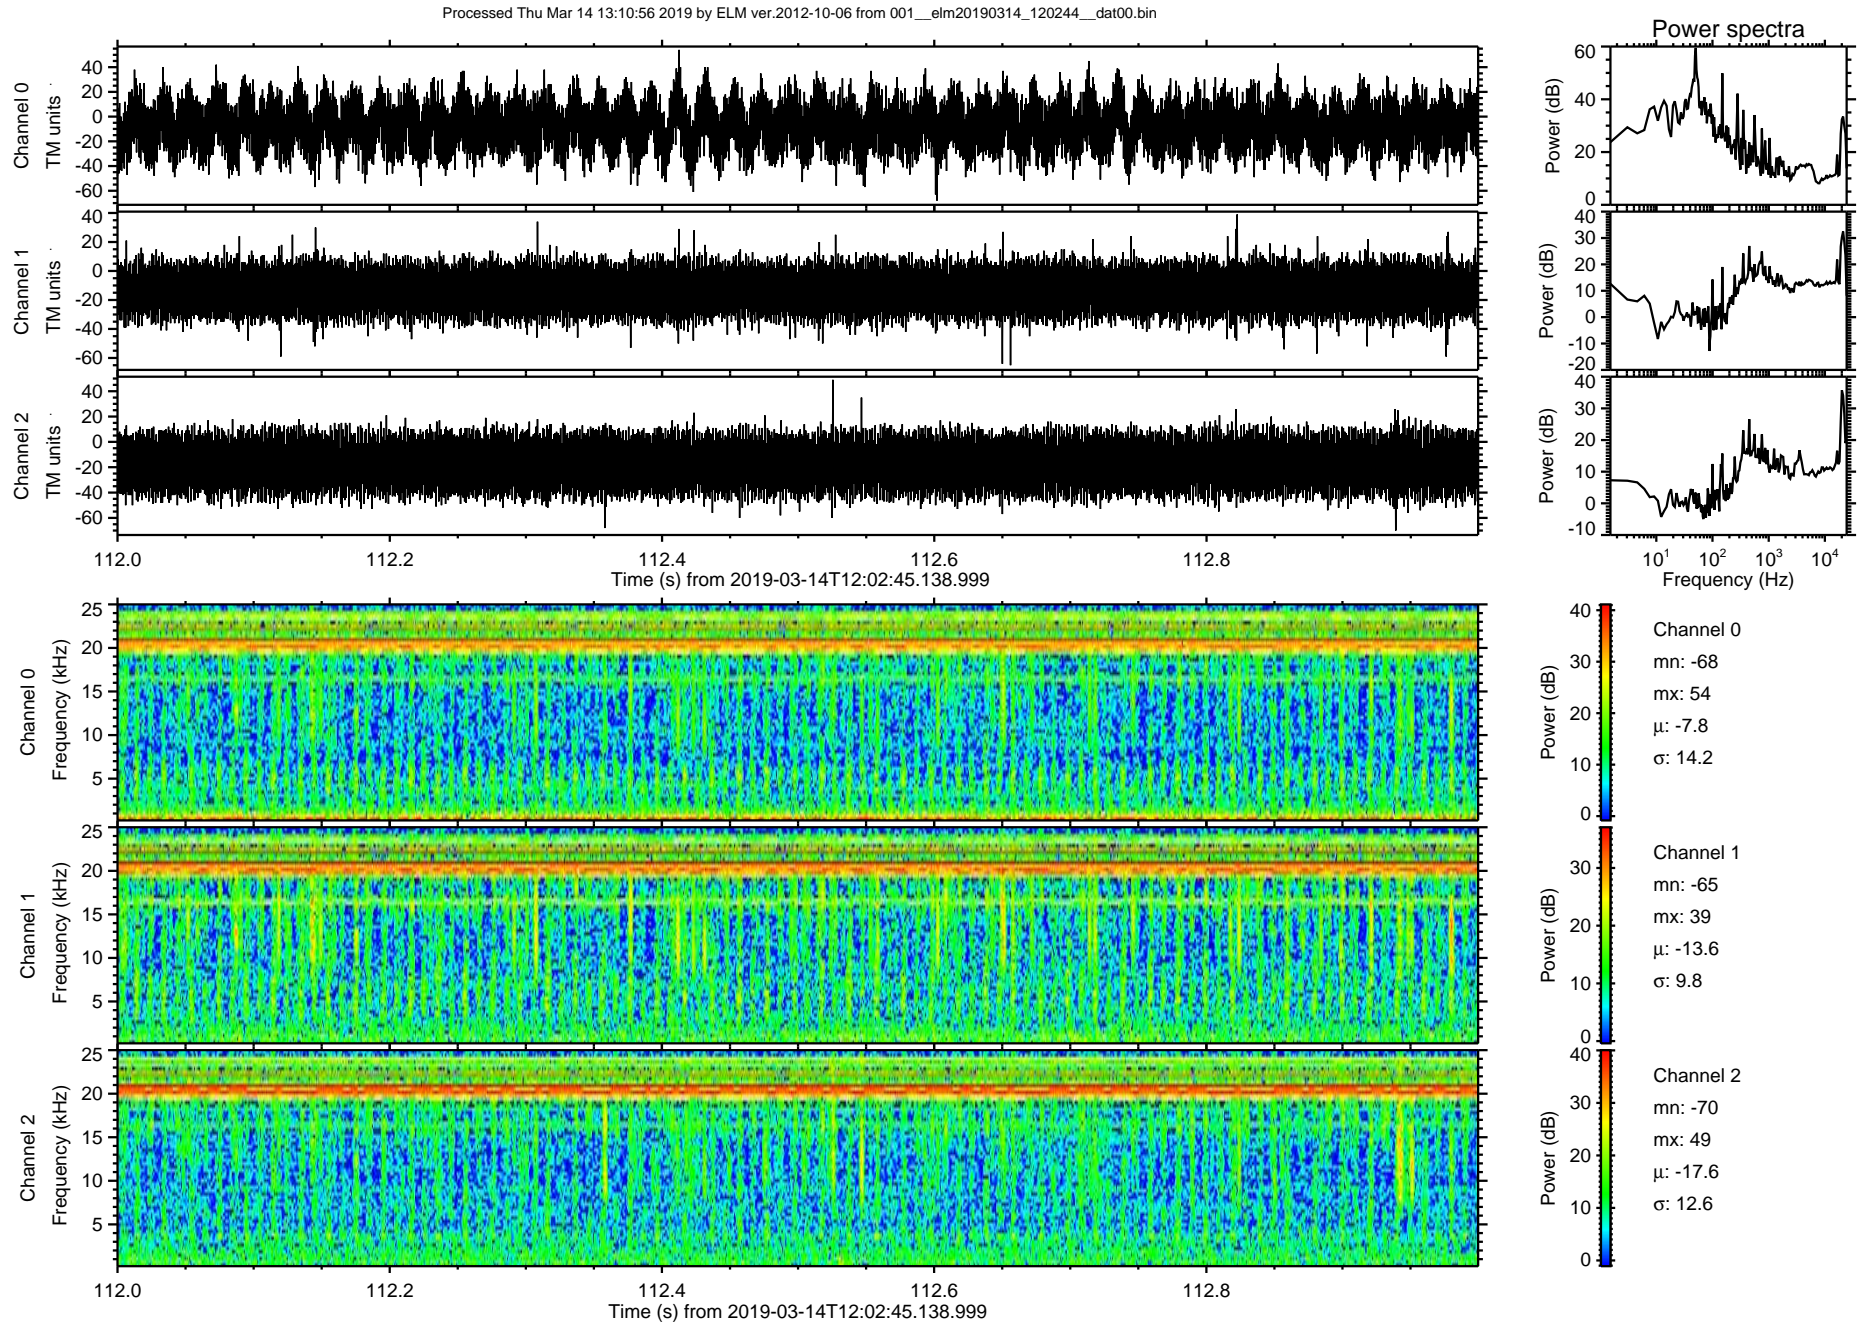 Processed Thu Mar 14 13:10:56 2019 by ELM ver.2012-10-06 from 001__elm20190314_120244__dat00.bin
Power spectra
Channel 0
TM units
40
20
0
-20
-40
-60
Power (dB)
60
40
20
0
Channel 1
TM units
40
20
0
-20
-40
-60
Power (dB)
40
30
20
10
0
-10
-20
Channel 2
TM units
40
20
0
-20
-40
-60
Power (dB)
40
30
20
10
0
-10
112.0 112.2 112.4 112.6 112.8
Time (s) from 2019-03-14T12:02:45.138.999
10^1 10^2 10^3 10^4
Frequency (Hz)
Channel 0
Frequency (kHz)
25
20
15
10
5
Power (dB)
40
30
20
10
0
Channel 0
mn: -68
mx: 54
μ: -7.8
σ: 14.2
Channel 1
Frequency (kHz)
25
20
15
10
5
Power (dB)
30
20
10
0
Channel 1
mn: -65
mx: 39
μ: -13.6
σ: 9.8
Channel 2
Frequency (kHz)
25
20
15
10
5
Power (dB)
40
30
20
10
0
Channel 2
mn: -70
mx: 49
μ: -17.6
σ: 12.6
112.0 112.2 112.4 112.6 112.8
Time (s) from 2019-03-14T12:02:45.138.999